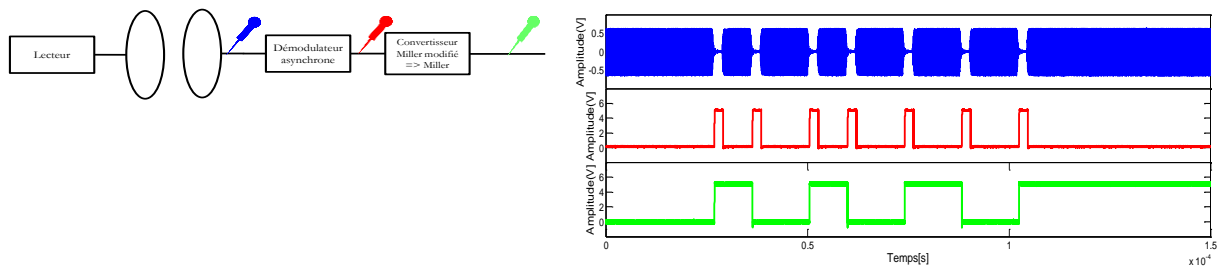 Lecteur
Démodulateur
asynchrone
Convertisseur
Miller modifié
=> Miller
Amplitude(V)
0.5
0
-0.5
Amplitude(V)
6
4
2
0
Amplitude(V)
6
4
2
0
0
0.5
1
1.5
Temps[s]
x 10⁻⁴